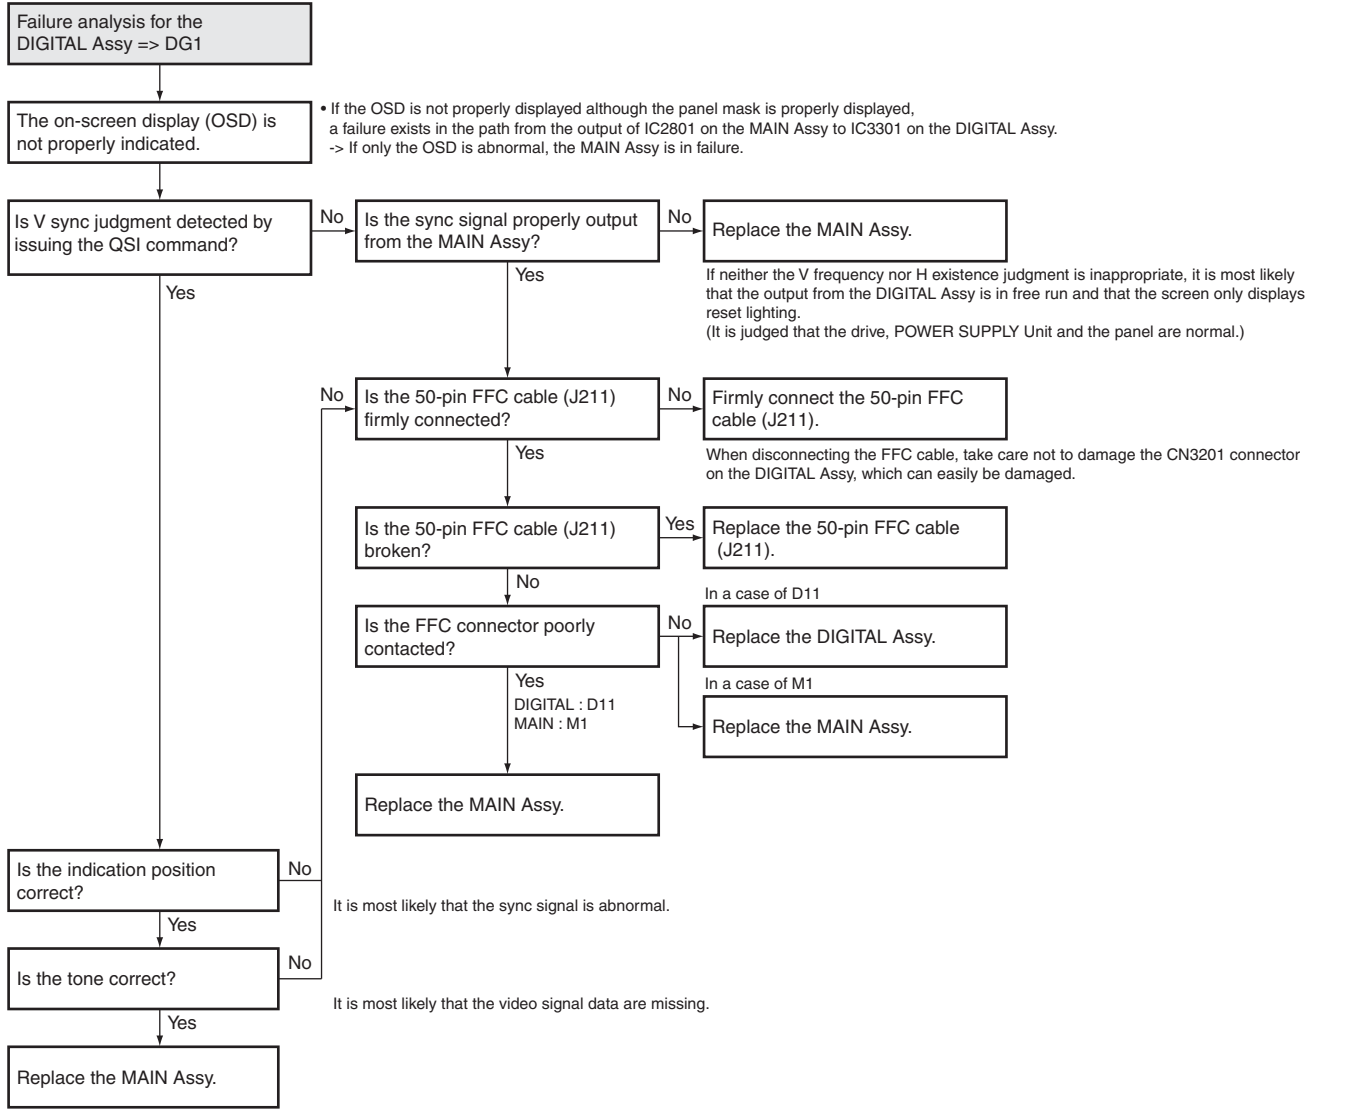 Failure analysis for the
DIGITAL Assy => DG1
The on-screen display (OSD) is
not properly indicated.
• If the OSD is not properly displayed although the panel mask is properly displayed,
a failure exists in the path from the output of IC2801 on the MAIN Assy to IC3301 on the DIGITAL Assy.
-> If only the OSD is abnormal, the MAIN Assy is in failure.
Is V sync judgment detected by
issuing the QSI command?
No
Is the sync signal properly output
from the MAIN Assy?
No
Replace the MAIN Assy.
Yes
Yes
If neither the V frequency nor H existence judgment is inappropriate, it is most likely
that the output from the DIGITAL Assy is in free run and that the screen only displays
reset lighting.
(It is judged that the drive, POWER SUPPLY Unit and the panel are normal.)
No
Is the 50-pin FFC cable (J211)
firmly connected?
No
Firmly connect the 50-pin FFC
cable (J211).
Yes
When disconnecting the FFC cable, take care not to damage the CN3201 connector
on the DIGITAL Assy, which can easily be damaged.
Is the 50-pin FFC cable (J211)
broken?
Yes
Replace the 50-pin FFC cable
(J211).
No
In a case of D11
Is the FFC connector poorly
contacted?
No
Replace the DIGITAL Assy.
Yes
DIGITAL : D11
MAIN : M1
In a case of M1
Replace the MAIN Assy.
Replace the MAIN Assy.
Is the indication position
correct?
No
It is most likely that the sync signal is abnormal.
Yes
Is the tone correct?
No
It is most likely that the video signal data are missing.
Yes
Replace the MAIN Assy.